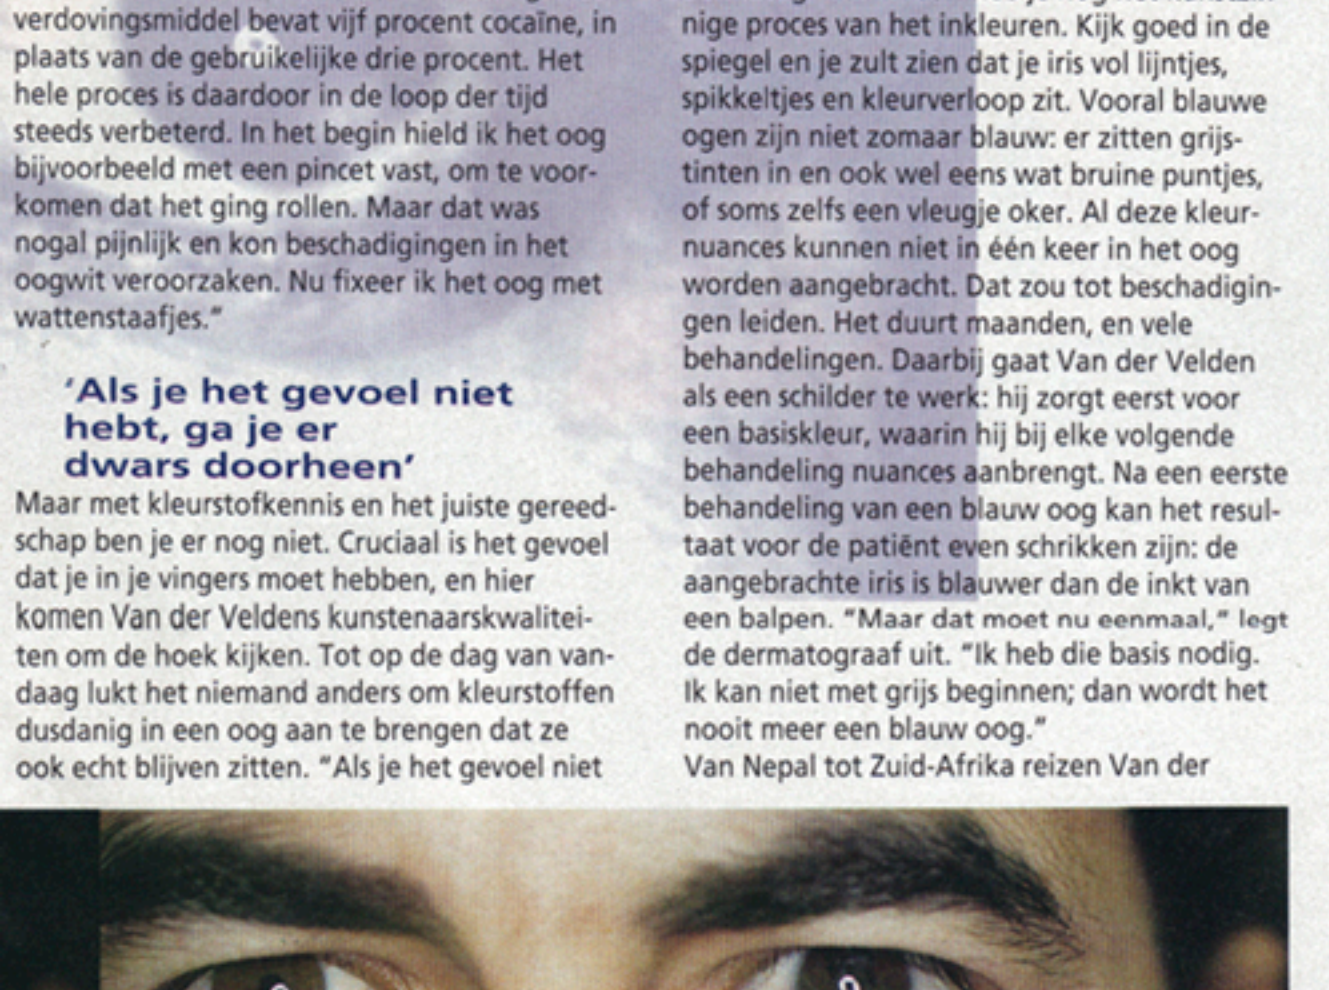 verdovingsmiddel bevat vijf procent cocaïne, in
plaats van de gebruikelijke drie procent. Het
hele proces is daardoor in de loop der tijd
steeds verbeterd. In het begin hield ik het oog
bijvoorbeeld met een pincet vast, om te voor-
komen dat het ging rollen. Maar dat was
nogal pijnlijk en kon beschadigingen in het
oogwit veroorzaken. Nu fixeer ik het oog met
wattenstaafjes."
'Als je het gevoel niet
hebt, ga je er
dwars doorheen'
Maar met kleurstofkennis en het juiste gereed-
schap ben je er nog niet. Cruciaal is het gevoel
dat je in je vingers moet hebben, en hier
komen Van der Veldens kunstenaarskwalitei-
ten om de hoek kijken. Tot op de dag van van-
daag lukt het niemand anders om kleurstoffen
dusdanig in een oog aan te brengen dat ze
ook echt blijven zitten. "Als je het gevoel niet
nige proces van het inkleuren. Kijk goed in de
spiegel en je zult zien dat je iris vol lijntjes,
spikkeltjes en kleurverloop zit. Vooral blauwe
ogen zijn niet zomaar blauw: er zitten grijs-
tinten in en ook wel eens wat bruine puntjes,
of soms zelfs een vleugje oker. Al deze kleur-
nuances kunnen niet in één keer in het oog
worden aangebracht. Dat zou tot beschadigin-
gen leiden. Het duurt maanden, en vele
behandelingen. Daarbij gaat Van der Velden
als een schilder te werk: hij zorgt eerst voor
een basiskleur, waarin hij bij elke volgende
behandeling nuances aanbrengt. Na een eerste
behandeling van een blauw oog kan het resul-
taat voor de patiënt even schrikken zijn: de
aangebrachte iris is blauwer dan de inkt van
een balpen. "Maar dat moet nu eenmaal," legt
de dermatograaf uit. "Ik heb die basis nodig.
Ik kan niet met grijs beginnen; dan wordt het
nooit meer een blauw oog."
Van Nepal tot Zuid-Afrika reizen Van der